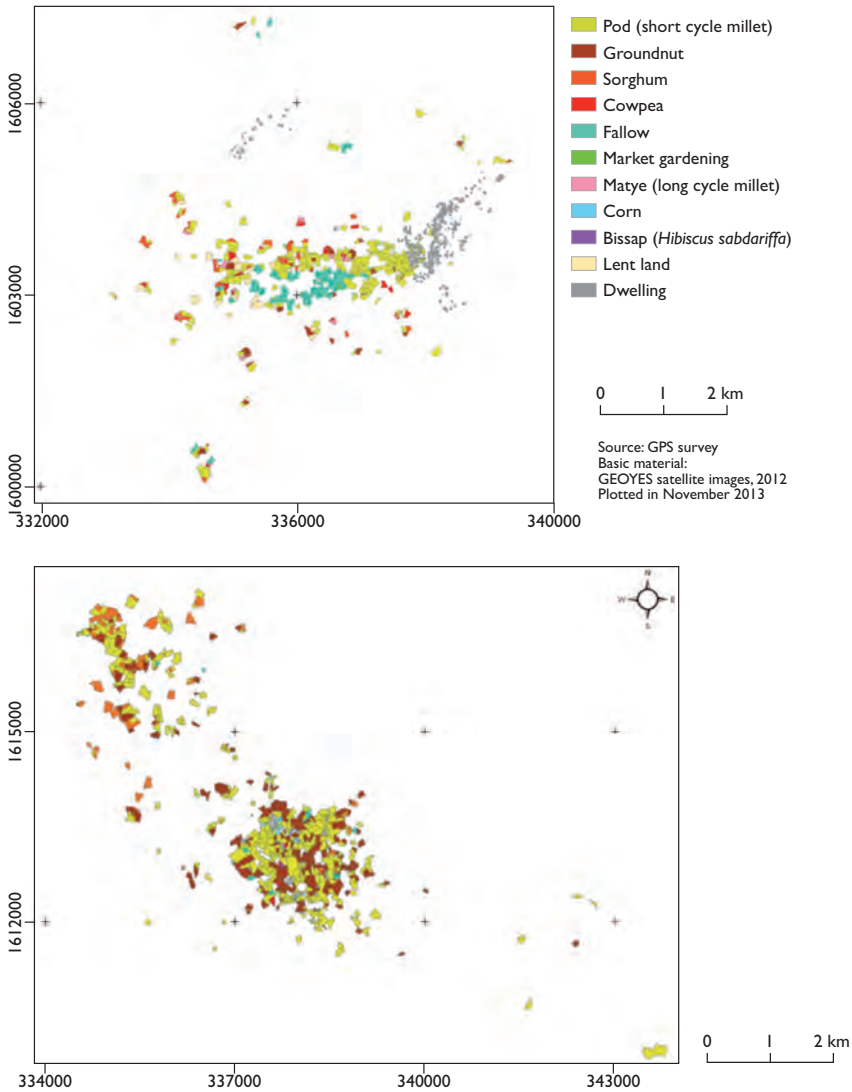 Pod (short cycle millet)
Groundnut
Sorghum
Cowpea
Fallow
Market gardening
Matye (long cycle millet)
Corn
Bissap (Hibiscus sabdariffa)
Lent land
Dwelling
1606000
1603000
1600000
332000 336000 340000
0 1 2 km
Source: GPS survey
Basic material:
GEOYES satellite images, 2012
Plotted in November 2013
N
W E
S
1615000
1612000
334000 337000 340000 343000
0 1 2 km